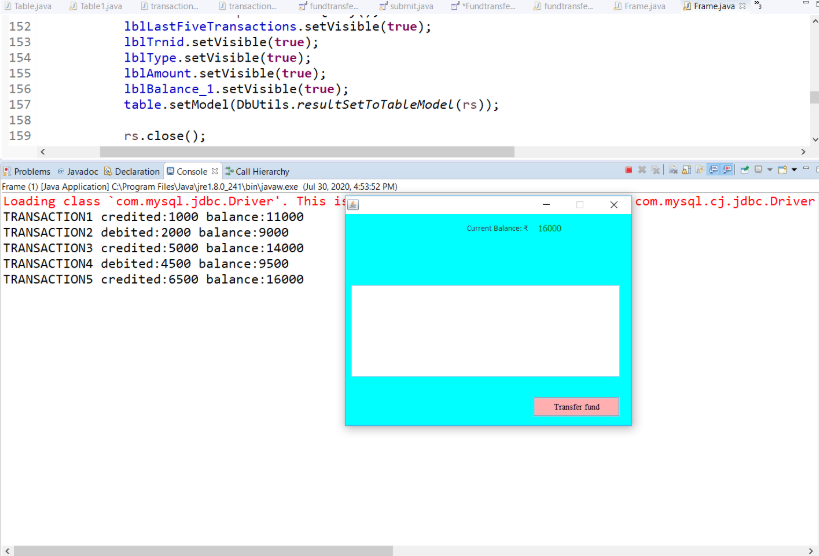 Table.java Table1.java transaction... transaction... fundtransfe... submit.java *Fundtransfe... fundtransfe... Frame.java Frame.java »3
152 lblLastFiveTransactions.setVisible(true);
153 lblTrnid.setVisible(true);
154 lblType.setVisible(true);
155 lblAmount.setVisible(true);
156 lblBalance_1.setVisible(true);
157 table.setModel(DbUtils.resultSetToTableModel(rs));
158
159 rs.close();
Problems @ Javadoc Declaration Console Call Hierarchy
Frame (1) [Java Application] C:\Program Files\Java\jre1.8.0_241\bin\javaw.exe (Jul 30, 2020, 4:53:52 PM)
Loading class `com.mysql.jdbc.Driver'. This is com.mysql.cj.jdbc.Driver
TRANSACTION1 credited:1000 balance:11000
TRANSACTION2 debited:2000 balance:9000
TRANSACTION3 credited:5000 balance:14000
TRANSACTION4 debited:4500 balance:9500
TRANSACTION5 credited:6500 balance:16000
Current Balance: ₹ 16000
Transfer fund